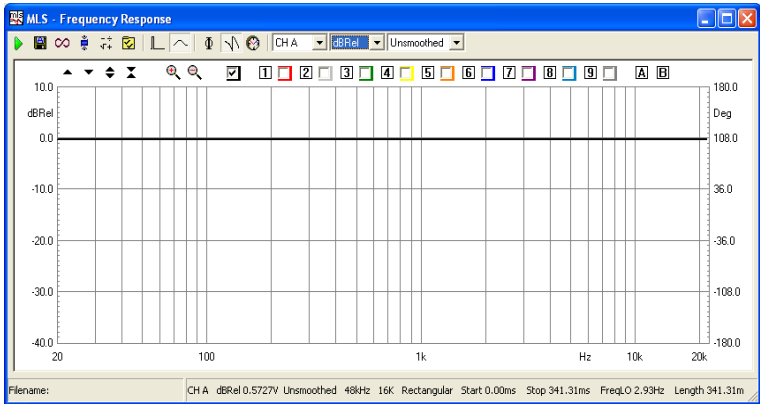 MLS - Frequency Response
CH A dBRel Unsmoothed
1 2 3 4 5 6 7 8 9 A B
10.0 180.0
dBRel Deg
0.0 108.0
-10.0 36.0
-20.0 -36.0
-30.0 -108.0
-40.0 -180.0
20 100 1k Hz 10k 20k
Filename: CH A dBRel 0.5727V Unsmoothed 48kHz 16K Rectangular Start 0.00ms Stop 341.31ms FreqLO 2.93Hz Length 341.31m